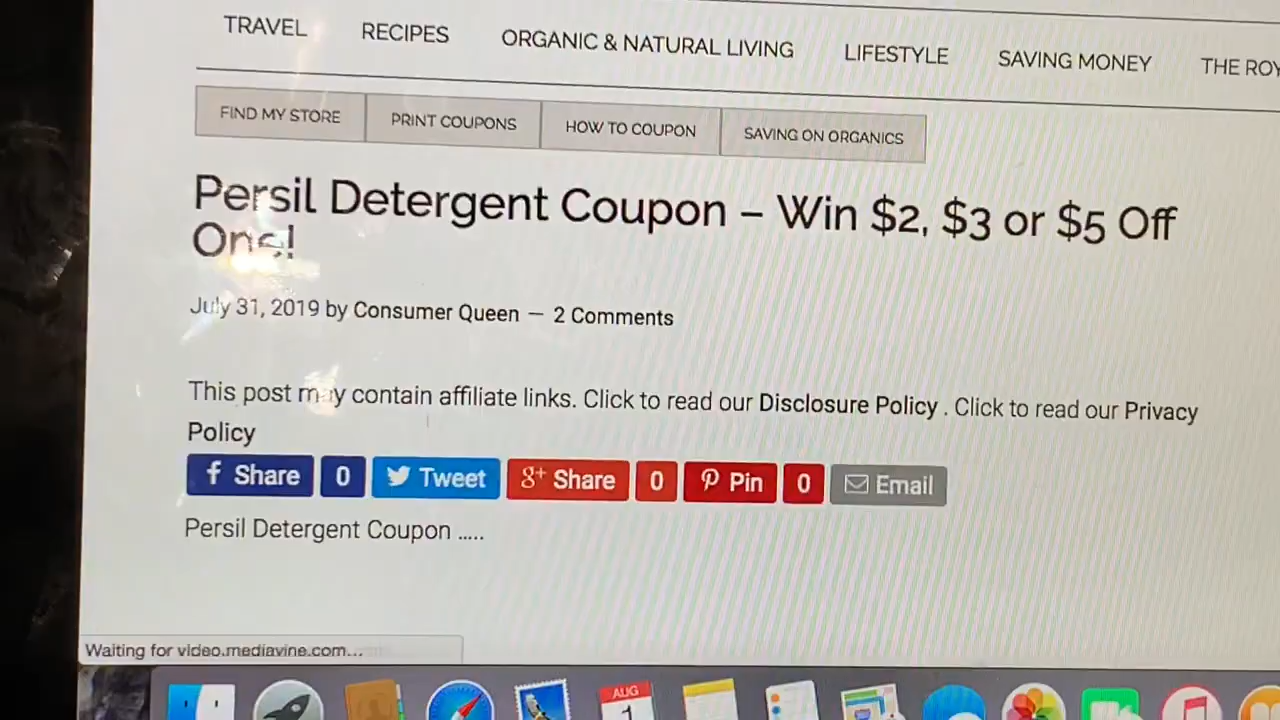 TRAVEL RECIPES ORGANIC & NATURAL LIVING LIFESTYLE SAVING MONEY THE ROY
FIND MY STORE PRINT COUPONS HOW TO COUPON SAVING ON ORGANICS
Persil Detergent Coupon – Win $2, $3 or $5 Off
One!
July 31, 2019 by Consumer Queen — 2 Comments
This post may contain affiliate links. Click to read our Disclosure Policy . Click to read our Privacy
Policy
f Share 0 Tweet g+ Share 0 Pin 0 Email
Persil Detergent Coupon .....
Waiting for video.mediavine.com...
AUG
1